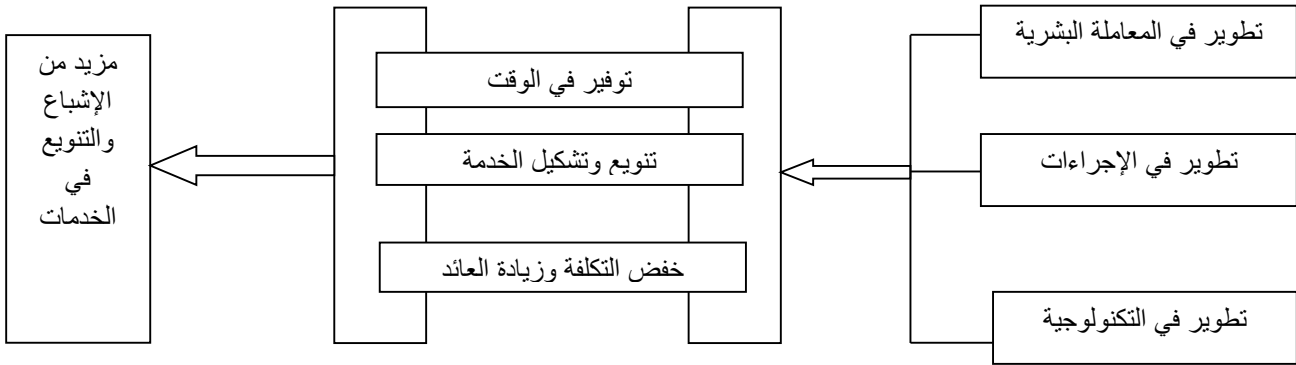 تطوير في المعاملة البشرية
تطوير في الإجراءات
تطوير في التكنولوجية
توفير في الوقت
تنويع وتشكيل الخدمة
خفض التكلفة وزيادة العائد
مزيد من
الإشباع
والتنويع
في
الخدمات